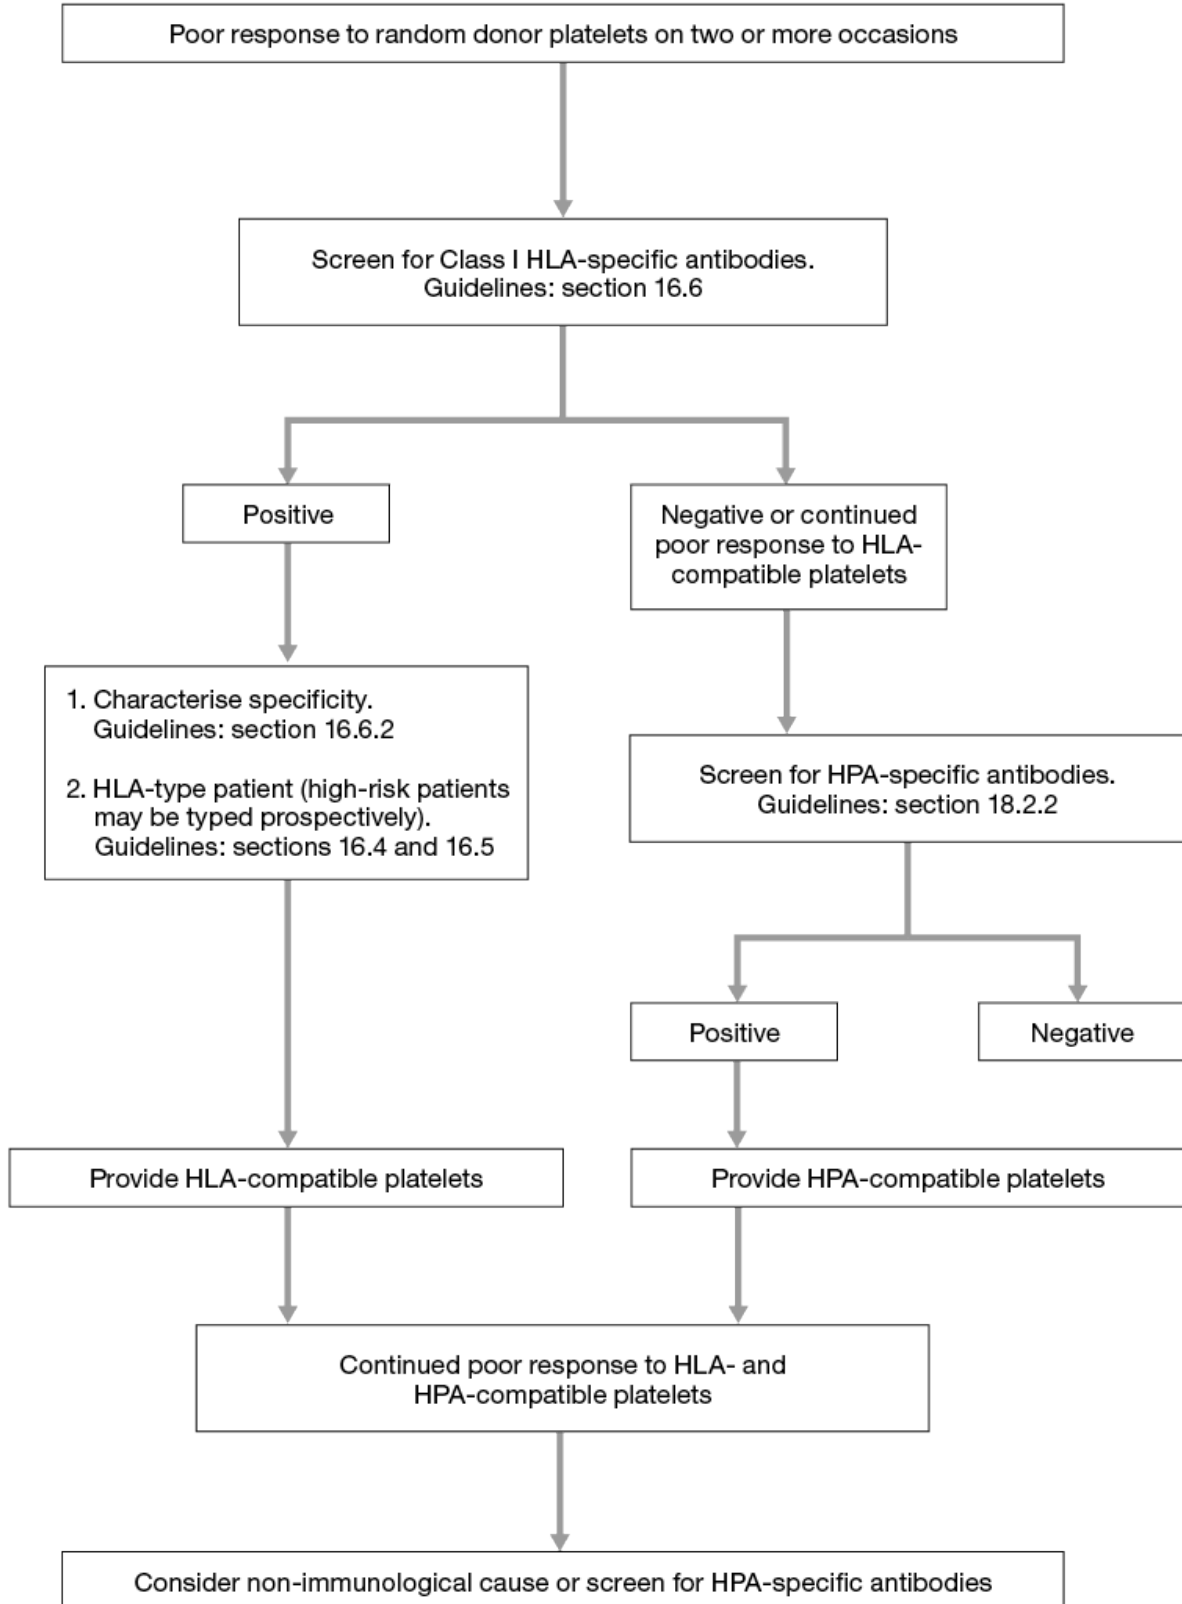 Poor response to random donor platelets on two or more occasions
Screen for Class I HLA-specific antibodies.
Guidelines: section 16.6
Positive
Negative or continued
poor response to HLA-
compatible platelets
1. Characterise specificity.
Guidelines: section 16.6.2
2. HLA-type patient (high-risk patients
may be typed prospectively).
Guidelines: sections 16.4 and 16.5
Screen for HPA-specific antibodies.
Guidelines: section 18.2.2
Positive
Negative
Provide HLA-compatible platelets
Provide HPA-compatible platelets
Continued poor response to HLA- and
HPA-compatible platelets
Consider non-immunological cause or screen for HPA-specific antibodies